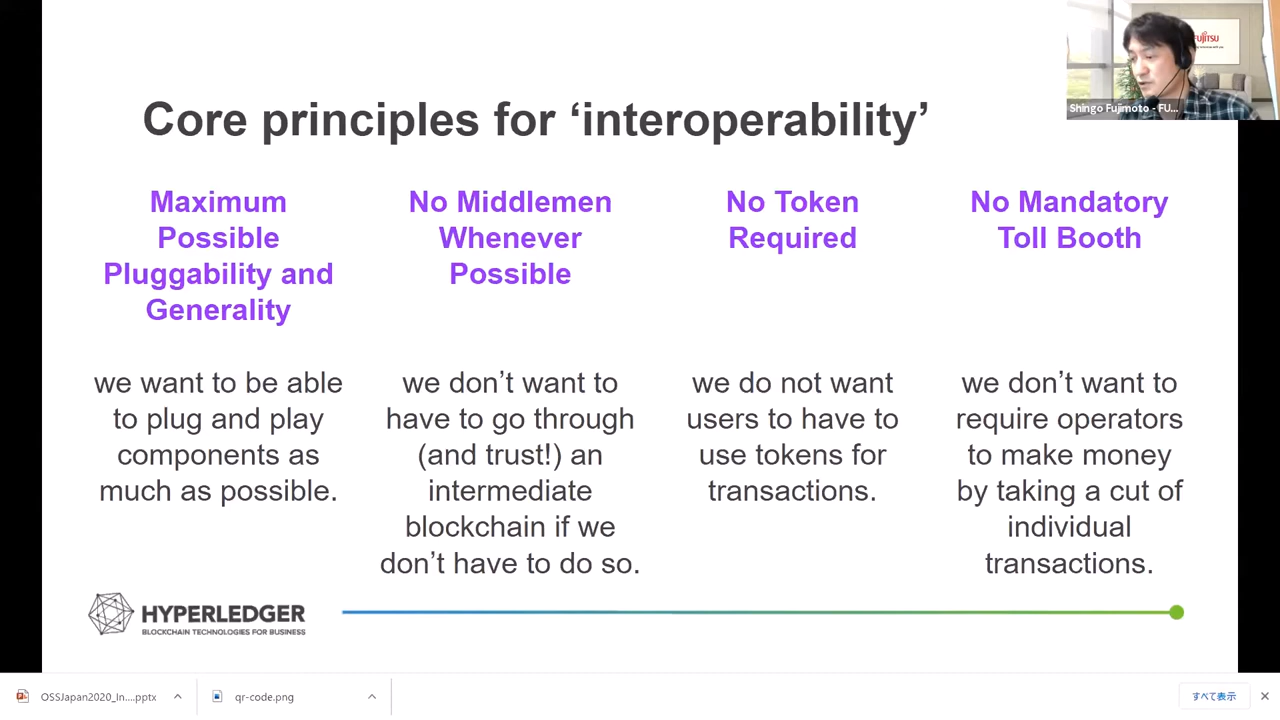 Core principles for ‘interoperability’
Maximum
Possible
Pluggability and
Generality
we want to be able
to plug and play
components as
much as possible.
No Middlemen
Whenever
Possible
we don’t want to
have to go through
(and trust!) an
intermediate
blockchain if we
don’t have to do so.
No Token
Required
we do not want
users to have to
use tokens for
transactions.
No Mandatory
Toll Booth
we don’t want to
require operators
to make money
by taking a cut of
individual
transactions.
FUJITSU
Shingo Fujimoto - FU...
HYPERLEDGER
BLOCKCHAIN TECHNOLOGIES FOR BUSINESS
OSSJapan2020_In....pptx
qr-code.png
すべて表示